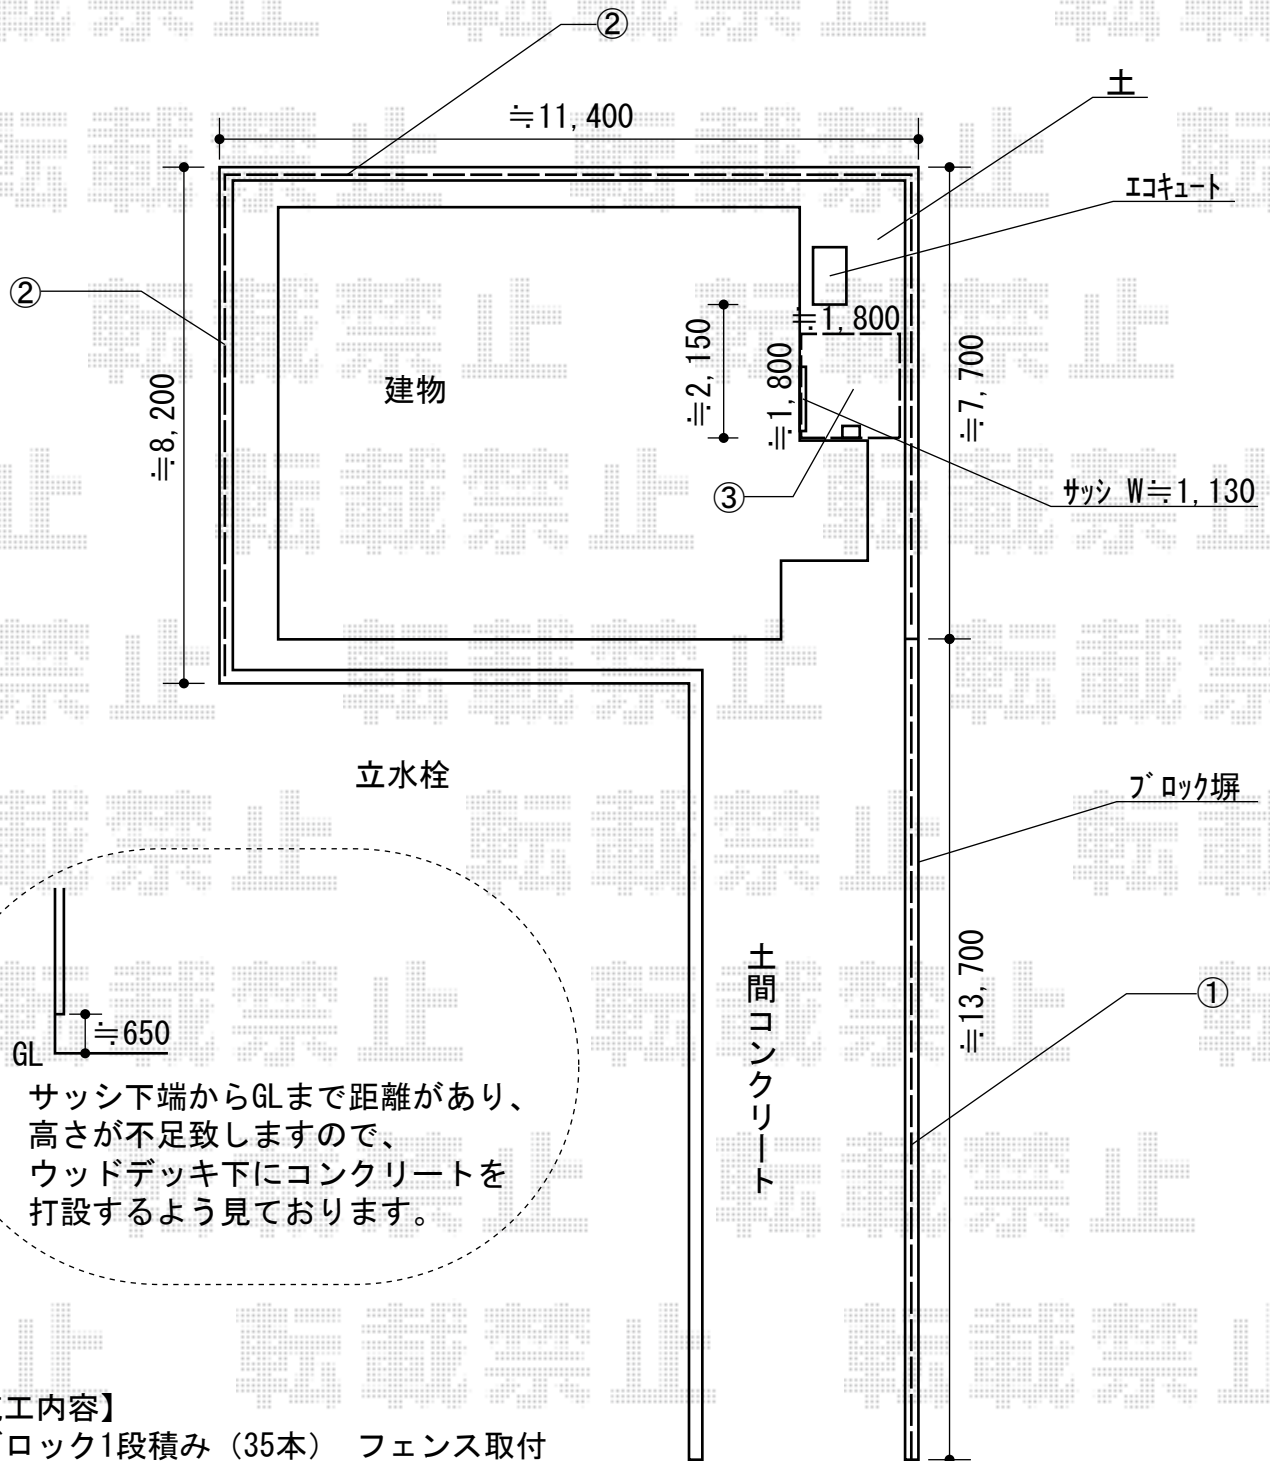 ②
≒11,400
土
エコキュート
②
≒1,800
≒2,150
≒1,800
≒7,700
≒8,200
建物
サッシ W≒1,130
③
立水栓
ブロック塀
土間コンクリート
≒13,700
①
≒650
GL
サッシ下端からGLまで距離があり、
高さが不足致しますので、
ウッドデッキ下にコンクリートを
打設するよう見ております。
工内容】
ブロック1段積み（35本） フェンス取付
転載禁止